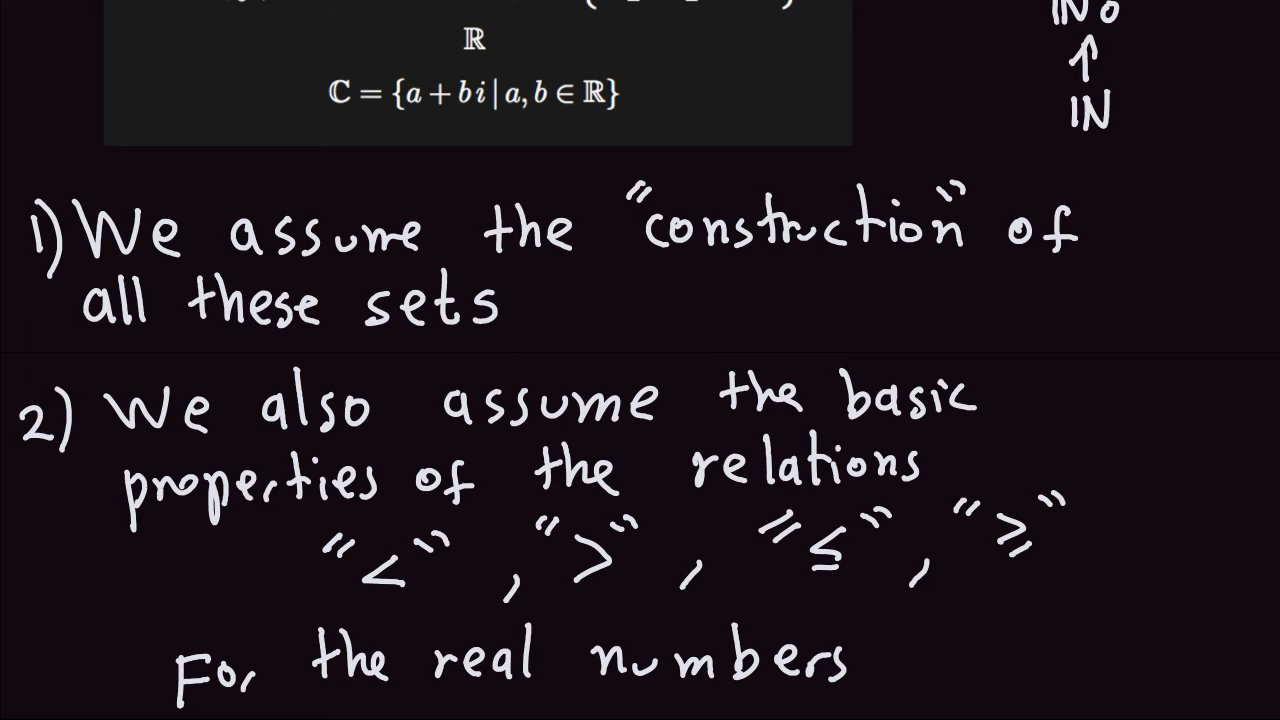 ℝ
ℂ = {a + b i | a, b ∈ ℝ}
ℕ₀
↑
ℕ
1) We assume the "construction" of
all these sets
2) We also assume the basic
properties of the relations
"<", ">", "≤", "≥"
For the real numbers